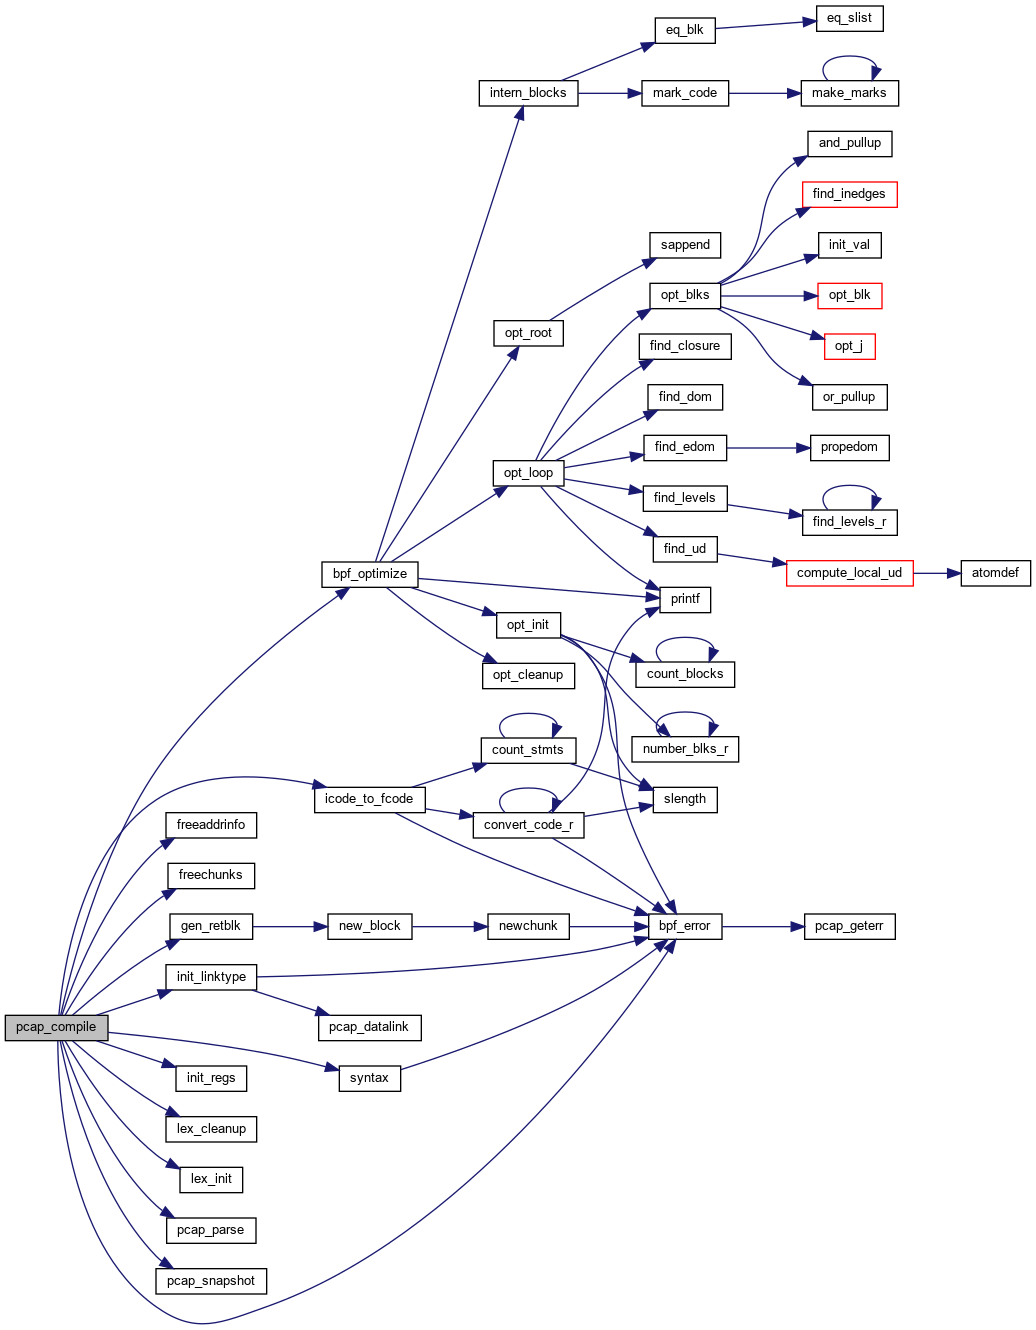 eq_slist
eq_blk
intern_blocks
mark_code
make_marks
and_pullup
find_inedges
sappend
init_val
opt_blks
opt_blk
opt_root
find_closure
opt_j
find_dom
or_pullup
find_edom
propedom
opt_loop
find_levels
find_levels_r
find_ud
compute_local_ud
atomdef
bpf_optimize
printf
opt_init
opt_cleanup
count_blocks
count_stmts
number_blks_r
icode_to_fcode
slength
freeaddrinfo
convert_code_r
freechunks
gen_retblk
new_block
newchunk
bpf_error
pcap_geterr
init_linktype
pcap_compile
pcap_datalink
init_regs
syntax
lex_cleanup
lex_init
pcap_parse
pcap_snapshot